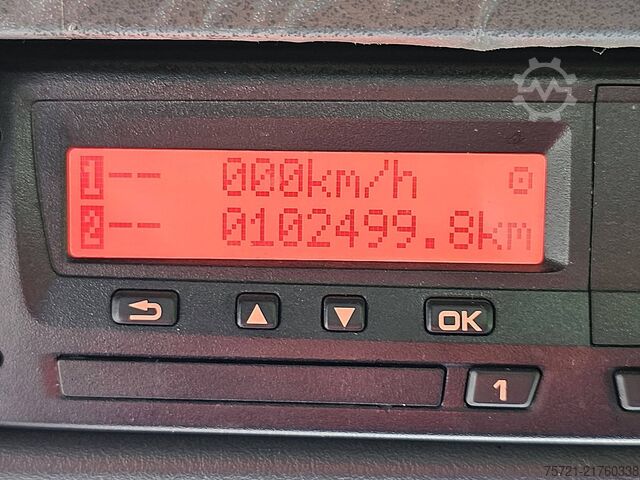 1-- 000km/h
2-- 0102499.8km
OK
1
75721-21760338